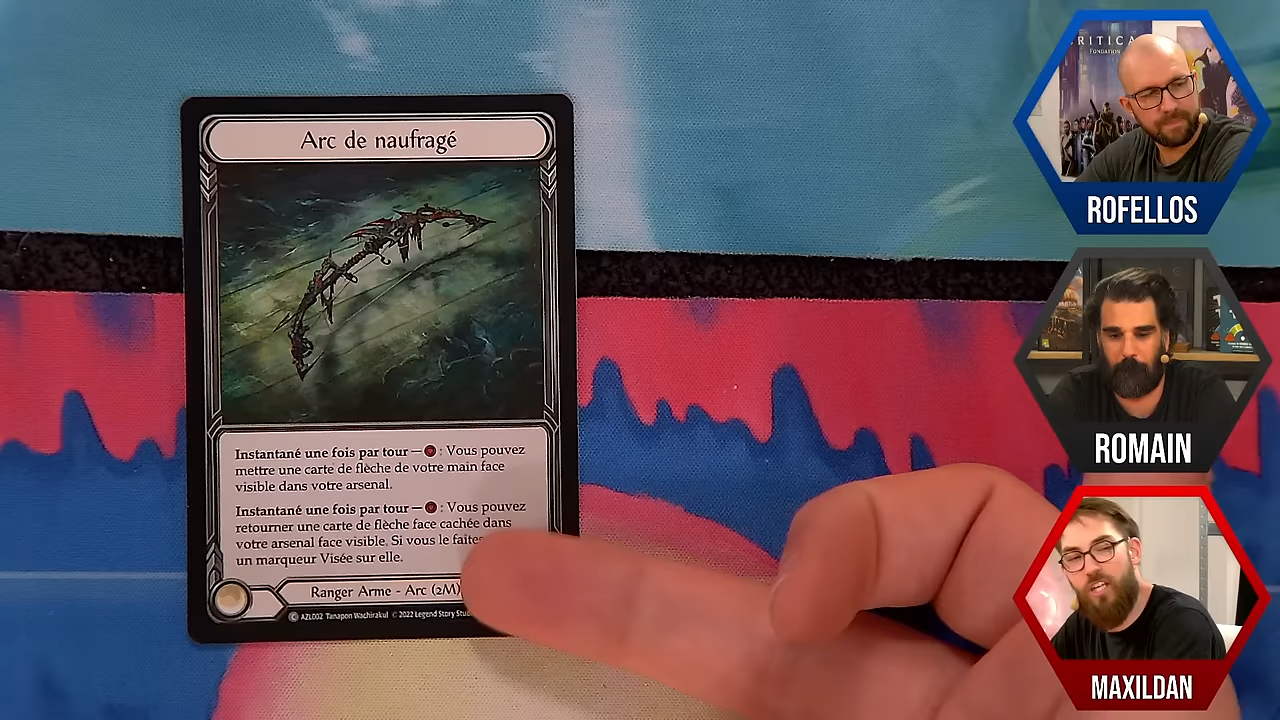 Arc de naufragé
Instantané une fois par tour — : Vous pouvez
mettre une carte de flèche de votre main face
visible dans votre arsenal.
Instantané une fois par tour — : Vous pouvez
retourner une carte de flèche face cachée dans
votre arsenal face visible. Si vous le faites
un marqueur Visée sur elle.
Ranger Arme - Arc (2M)
C AZL002 Tanapon Wachirakul © 2022 Legend Story
RITICA
FONDATION
ROFELLOS
ROMAIN
MAXILDAN